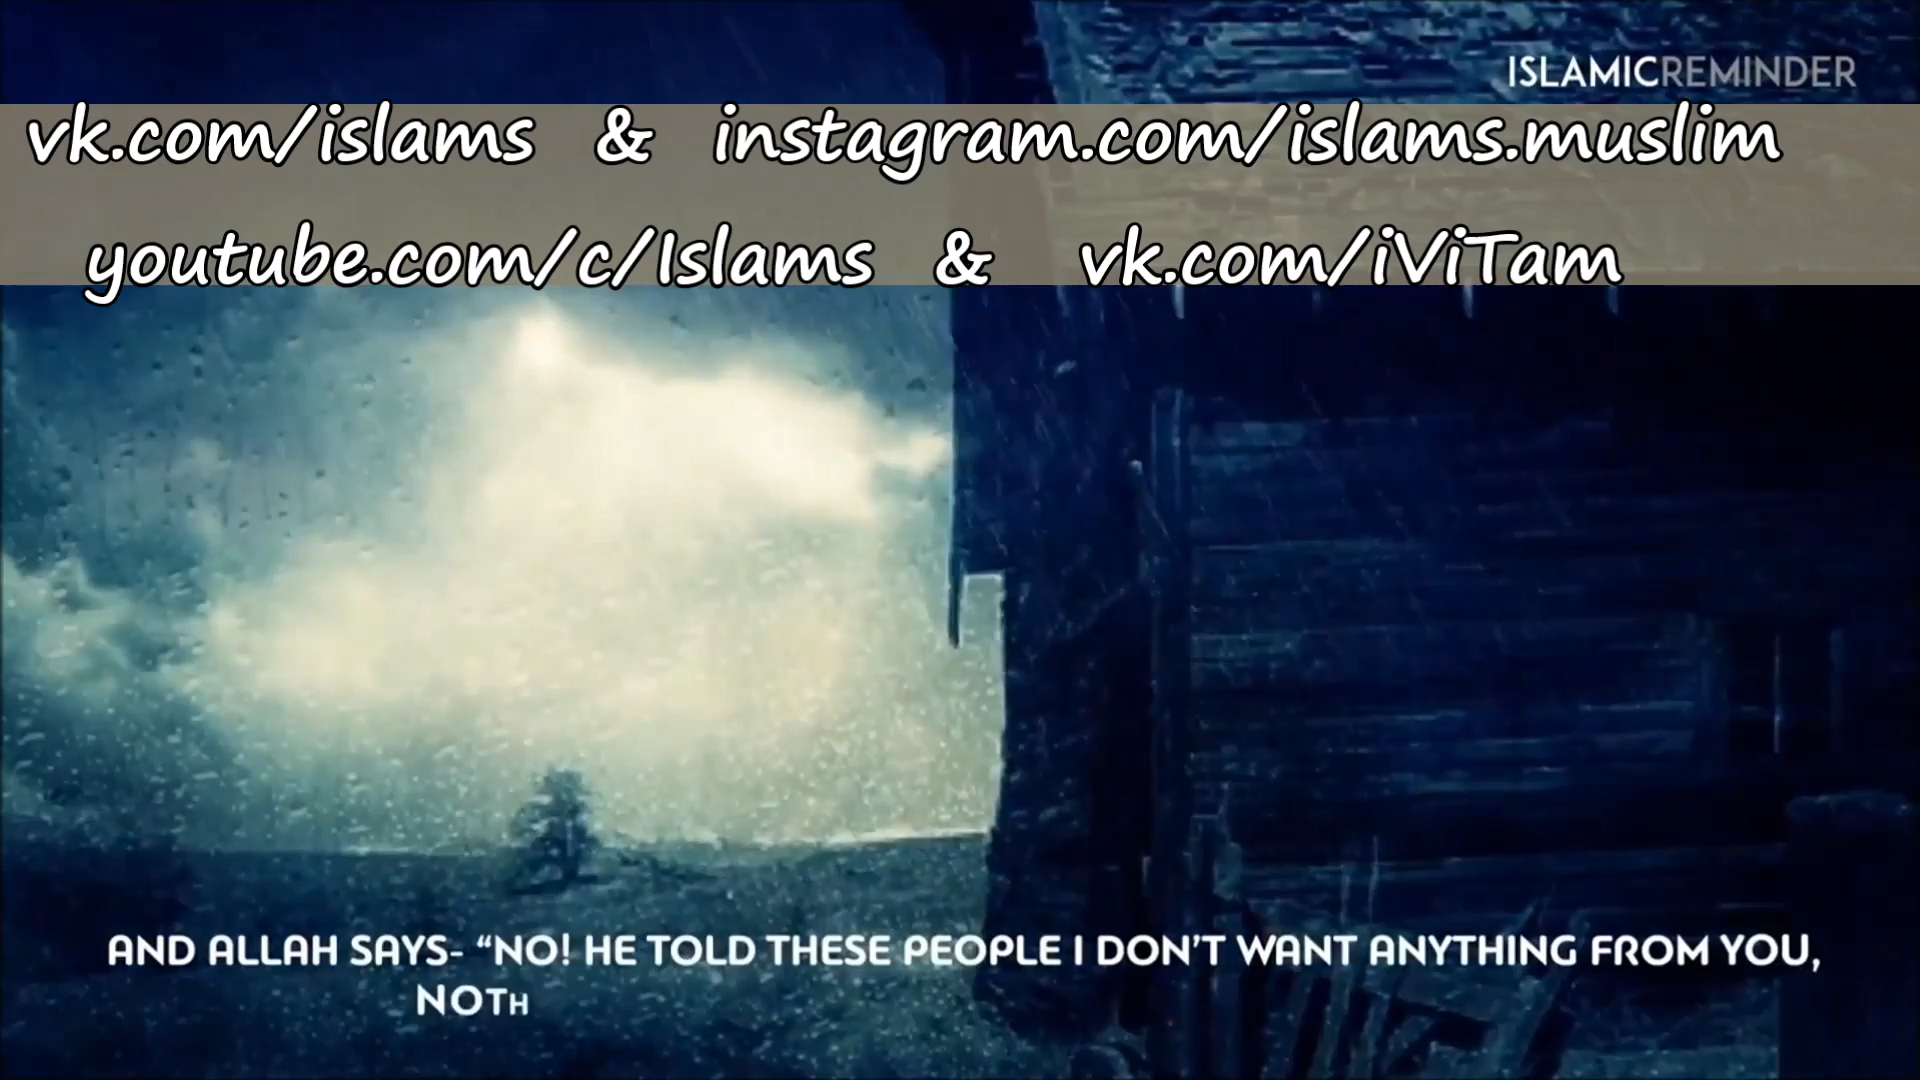 ISLAMICREMINDER
vk.com/islams & instagram.com/islams.muslim
youtube.com/c/Islams & vk.com/iViTam
AND ALLAH SAYS- “NO! HE TOLD THESE PEOPLE I DON'T WANT ANYTHING FROM YOU,
NOTH